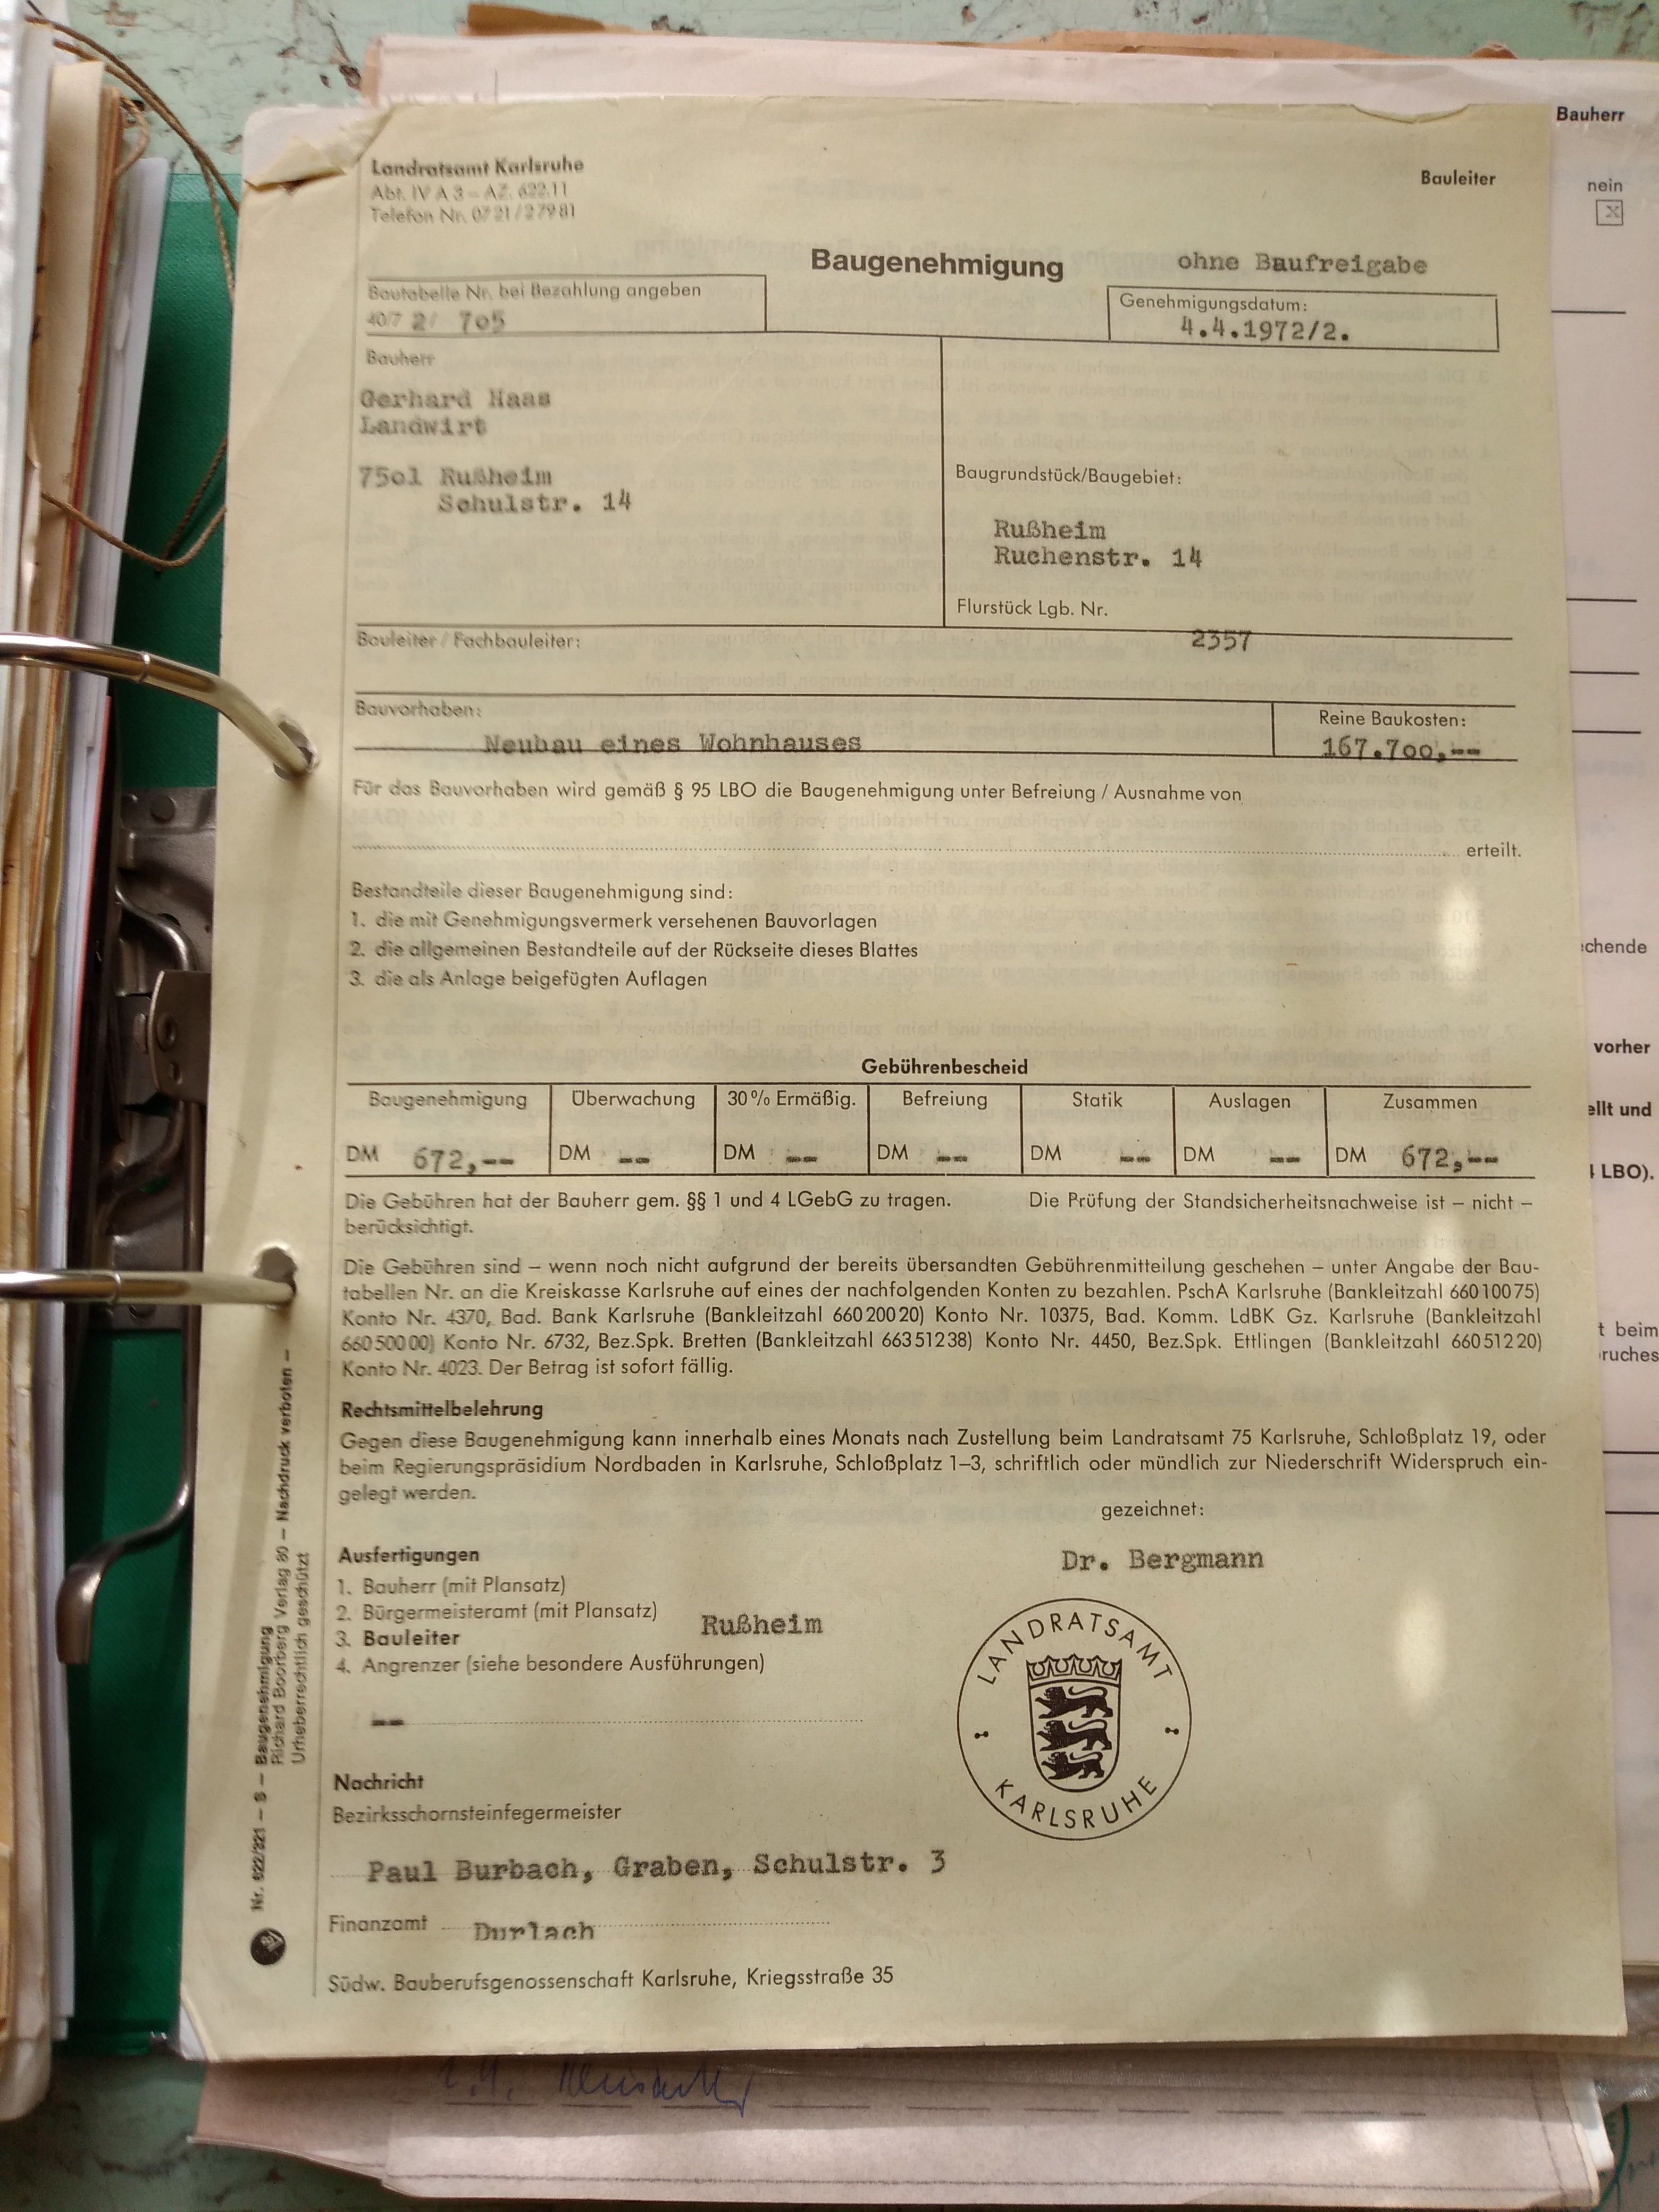 Bauherr
nein
X
Landratsamt Karlsruhe
Abt. IV A 3 – AZ. 622.11
Telefon Nr. 0721/27981
Bauleiter
Baugenehmigung
ohne Baufreigabe
Bautabelle Nr. bei Bezahlung angeben
40/7 2/ 7o5
Genehmigungsdatum:
4.4.1972/2.
Bauherr
Gerhard Haas
Landwirt
75o1 Rußheim
Schulstr. 14
Baugrundstück/Baugebiet:
Rußheim
Ruchenstr. 14
Flurstück Lgb. Nr.
2357
Bauleiter / Fachbauleiter:
Bauvorhaben:
Neubau eines Wohnhauses
Reine Baukosten:
167.7oo,--
Für das Bauvorhaben wird gemäß § 95 LBO die Baugenehmigung unter Befreiung / Ausnahme von
erteilt.
Bestandteile dieser Baugenehmigung sind:
1. die mit Genehmigungsvermerk versehenen Bauvorlagen
2. die allgemeinen Bestandteile auf der Rückseite dieses Blattes
3. die als Anlage beigefügten Auflagen
Gebührenbescheid
Baugenehmigung Überwachung 30 % Ermäßig. Befreiung Statik Auslagen Zusammen
DM 672,-- DM -- DM -- DM -- DM -- DM -- DM 672,--
Die Gebühren hat der Bauherr gem. §§ 1 und 4 LGebG zu tragen. Die Prüfung der Standsicherheitsnachweise ist – nicht –
berücksichtigt.
Die Gebühren sind – wenn noch nicht aufgrund der bereits übersandten Gebührenmitteilung geschehen – unter Angabe der Bau-
tabellen Nr. an die Kreiskasse Karlsruhe auf eines der nachfolgenden Konten zu bezahlen. PschA Karlsruhe (Bankleitzahl 660 100 75)
Konto Nr. 4370, Bad. Bank Karlsruhe (Bankleitzahl 660 200 20) Konto Nr. 10375, Bad. Komm. LdBK Gz. Karlsruhe (Bankleitzahl
660 500 00) Konto Nr. 6732, Bez.Spk. Bretten (Bankleitzahl 663 512 38) Konto Nr. 4450, Bez.Spk. Ettlingen (Bankleitzahl 660 512 20)
Konto Nr. 4023. Der Betrag ist sofort fällig.
Rechtsmittelbelehrung
Gegen diese Baugenehmigung kann innerhalb eines Monats nach Zustellung beim Landratsamt 75 Karlsruhe, Schloßplatz 19, oder
beim Regierungspräsidium Nordbaden in Karlsruhe, Schloßplatz 1–3, schriftlich oder mündlich zur Niederschrift Widerspruch ein-
gelegt werden.
gezeichnet:
Dr. Bergmann
Ausfertigungen
1. Bauherr (mit Plansatz)
2. Bürgermeisteramt (mit Plansatz) Rußheim
3. Bauleiter
4. Angrenzer (siehe besondere Ausführungen)
--
LANDRATSAMT
KARLSRUHE
Nachricht
Bezirksschornsteinfegermeister
Paul Burbach, Graben, Schulstr. 3
Finanzamt Durlach
Südw. Bauberufsgenossenschaft Karlsruhe, Kriegsstraße 35
Nr. 622/321 – S – Baugenehmigung
Richard Boorberg Verlag 80 – Nachdruck verboten –
Urheberrechtlich geschützt
chende
vorher
ellt und
LBO).
t beim
ruches